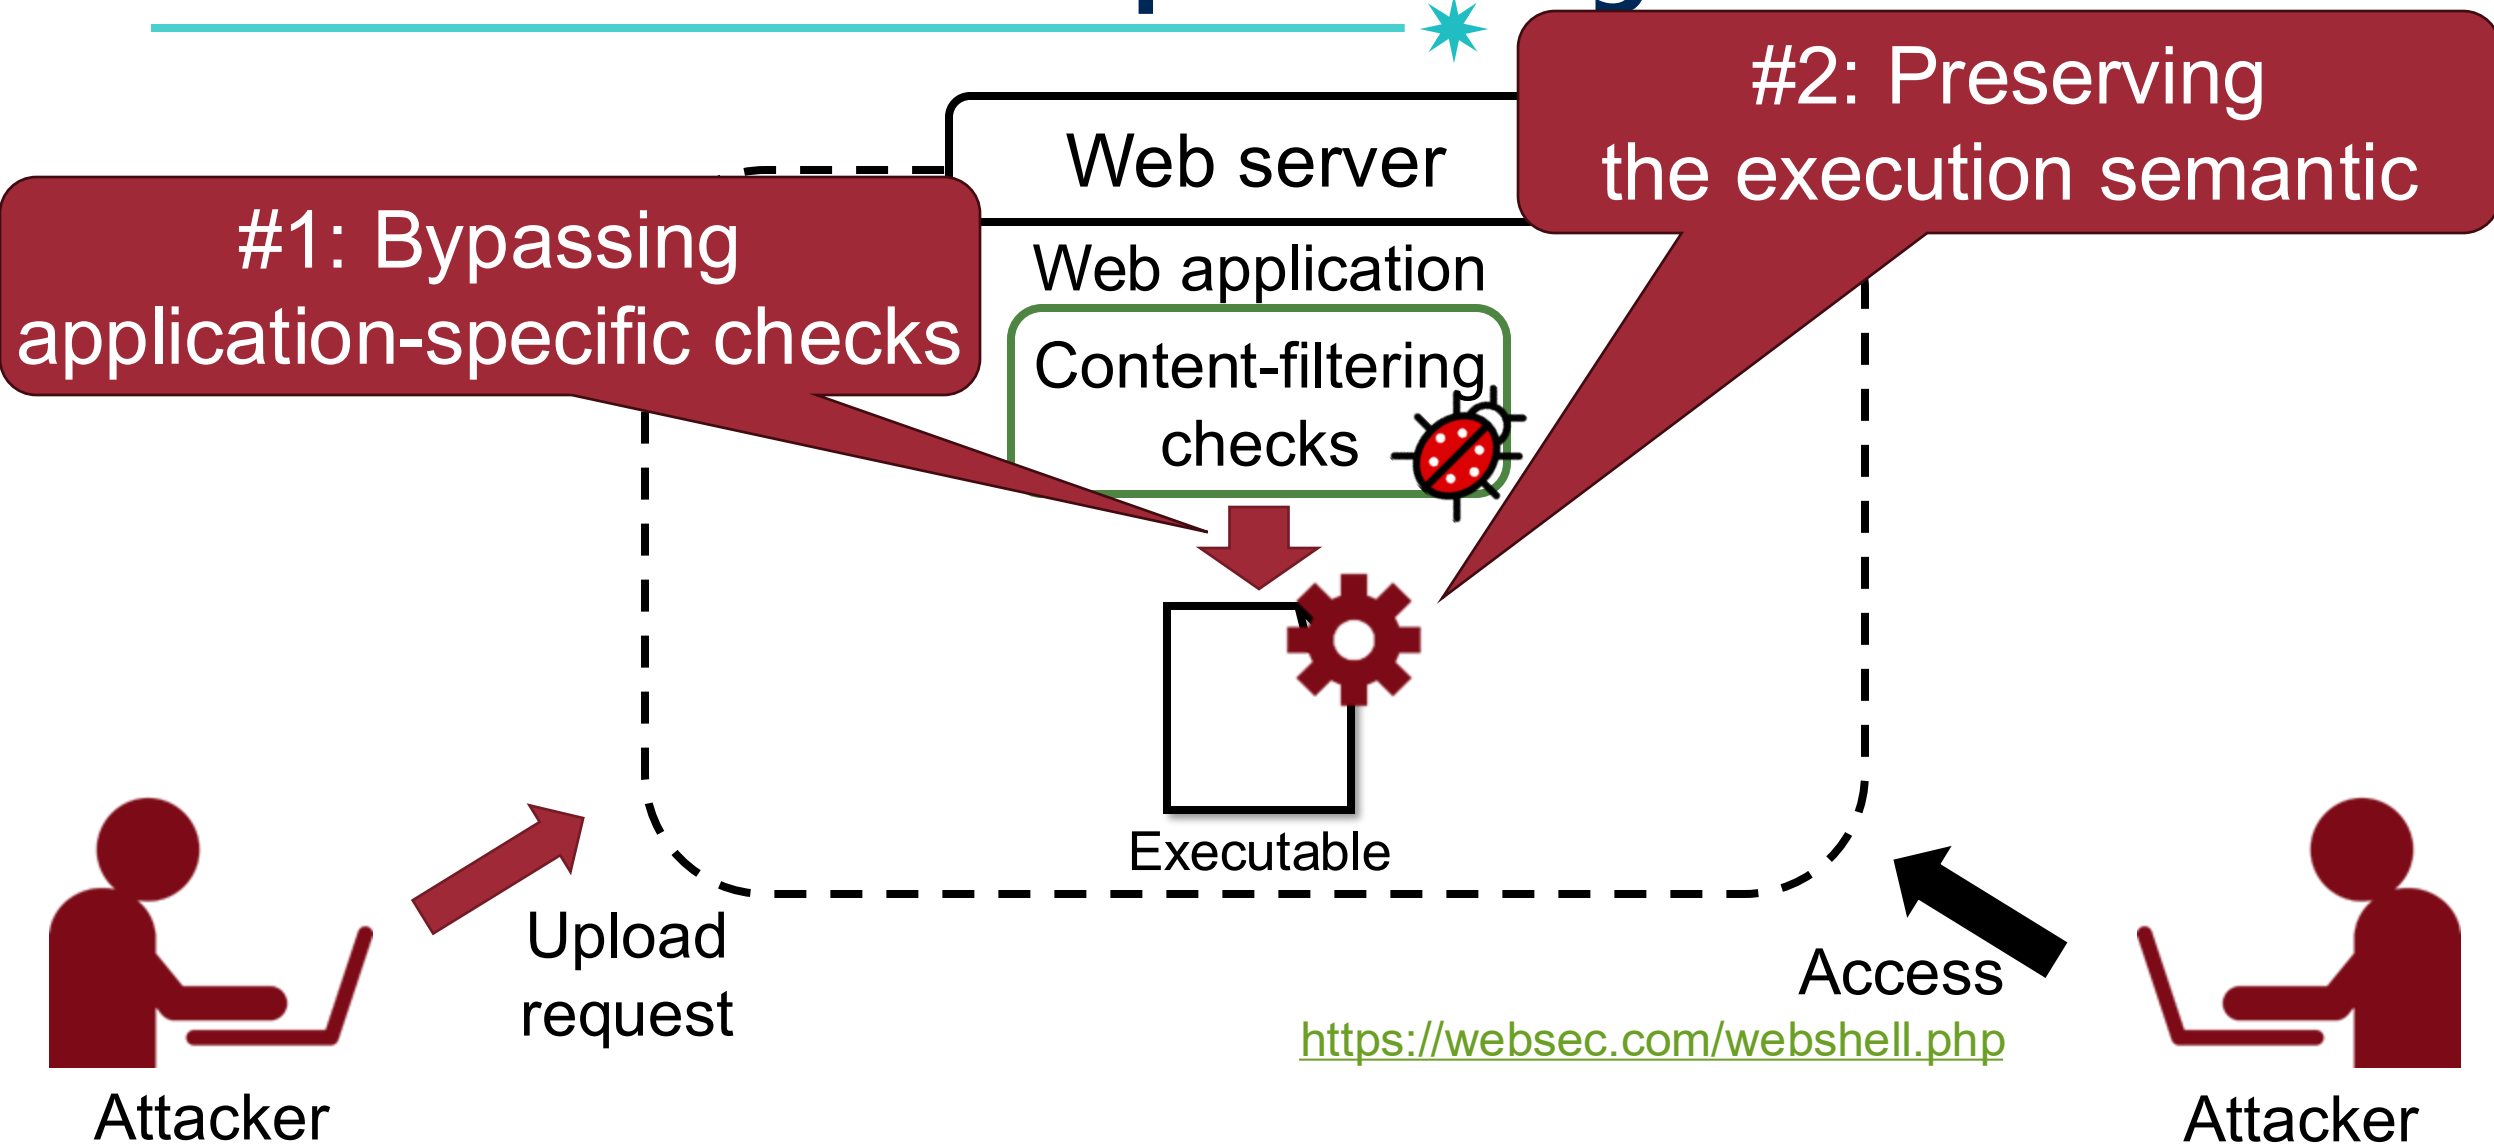 #2: Preserving
the execution semantic
Web server
#1: Bypassing
application-specific checks
Web application
Content-filtering
checks
Executable
Upload
request
Access
https://websec.com/webshell.php
Attacker
Attacker